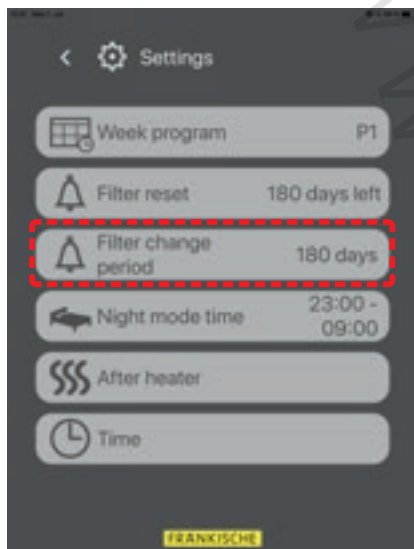 Settings
Week program P1
Filter reset 180 days left
Filter change
period 180 days
Night mode time 23:00 -
09:00
After heater
Time
FRANKISCHE